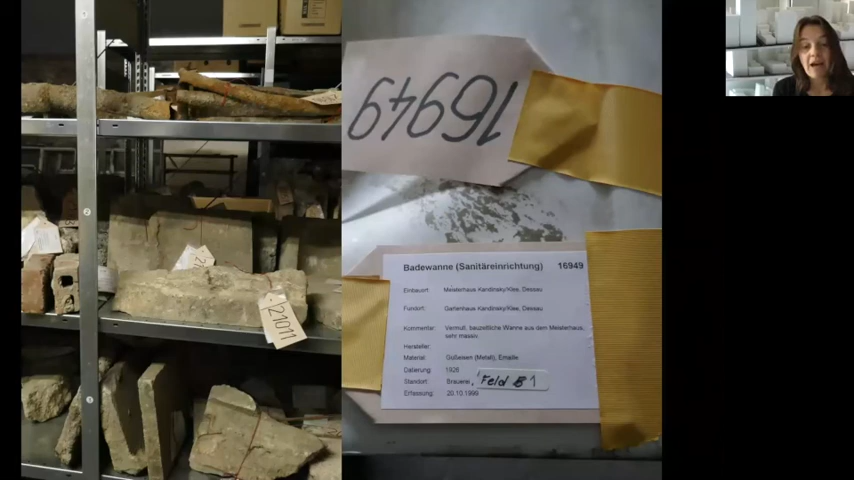 16949
21011
Badewanne (Sanitäreinrichtung) 16949
Einbauort: Meisterhaus Kandinsky/Klee, Dessau
Fundort: Gartenhaus Kandinsky/Klee, Dessau
Kommentar: Vermutl. bauzeitliche Wanne aus dem Meisterhaus,
sehr massiv.
Hersteller:
Material: Gußeisen (Metall), Emaille
Datierung: 1926
Standort: Brauerei, Feld B 1
Erfassung: 20.10.1999